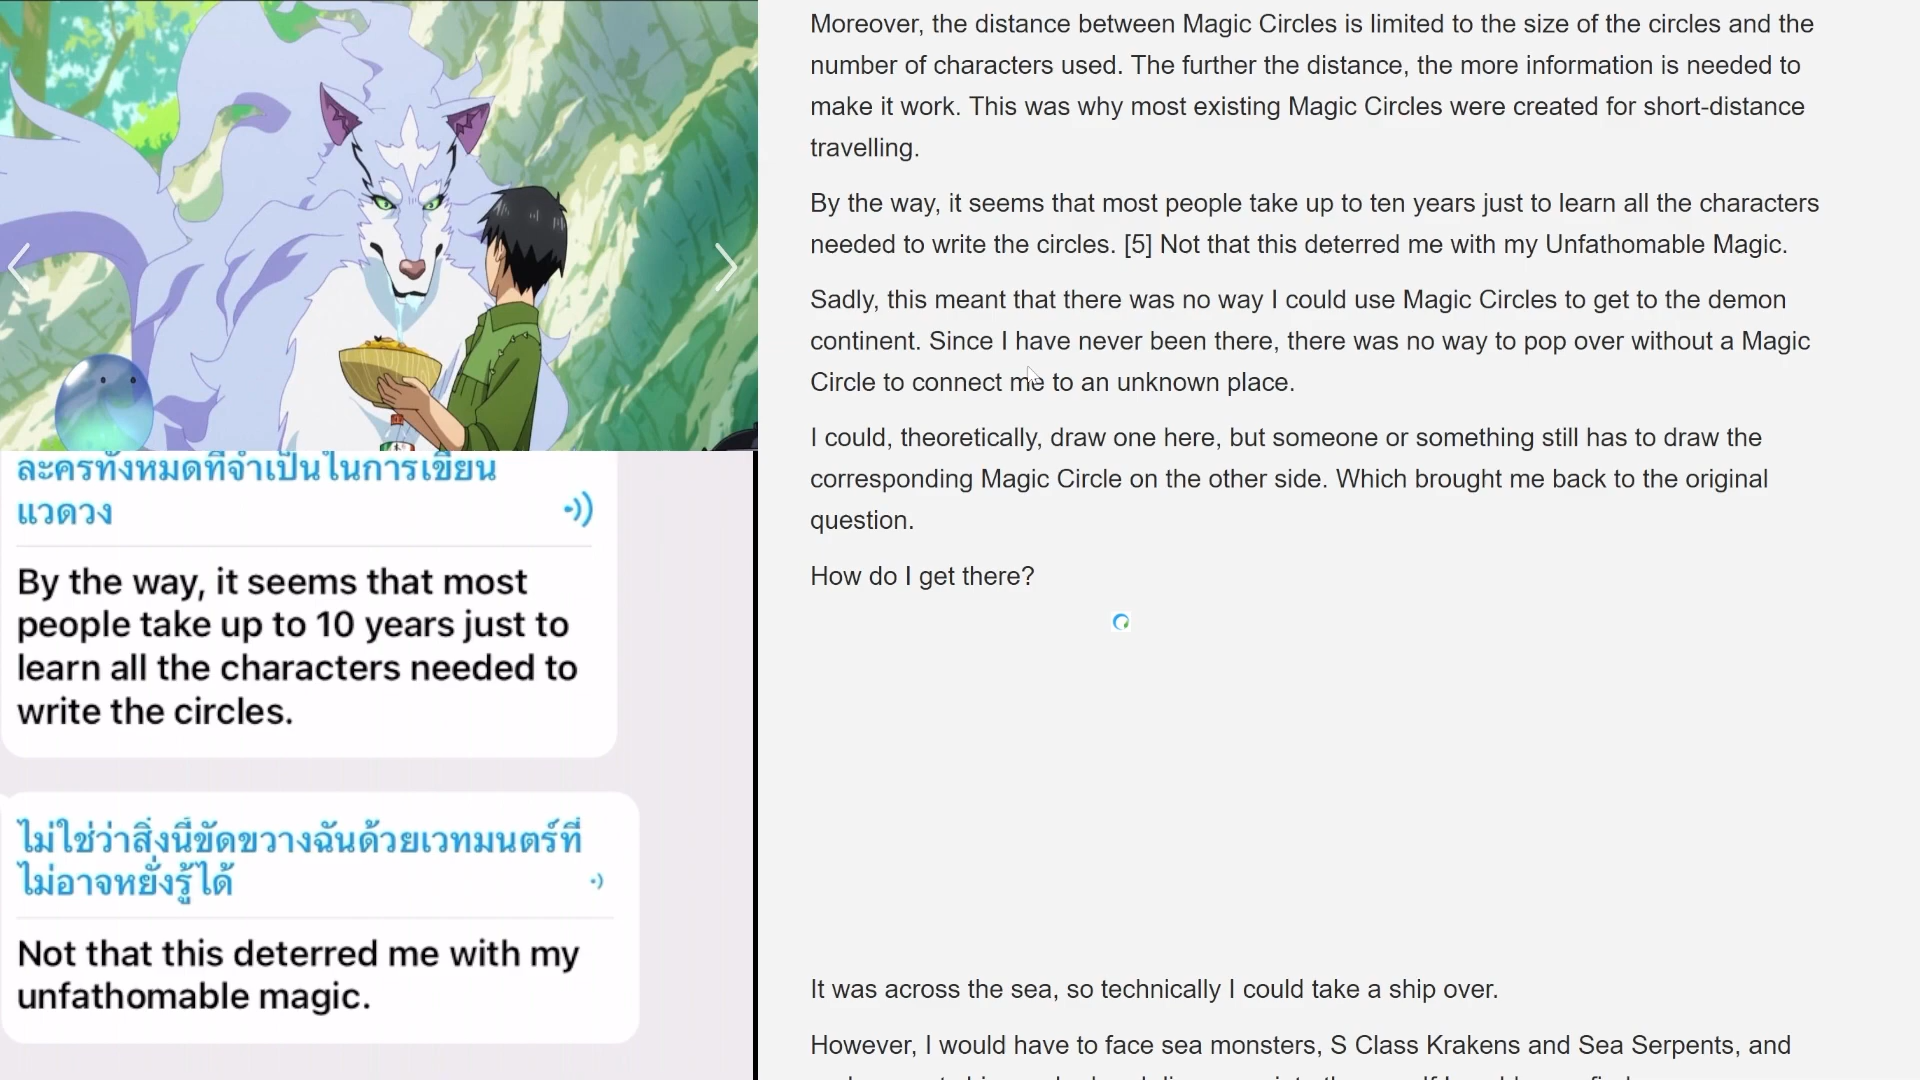 ละครทั้งหมดที่จำเป็นในการเขียน
แวดวง
By the way, it seems that most
people take up to 10 years just to
learn all the characters needed to
write the circles.
ไม่ใช่ว่าสิ่งนี้ขัดขวางฉันด้วยเวทมนตร์ที่
ไม่อาจหยั่งรู้ได้
Not that this deterred me with my
unfathomable magic.
Moreover, the distance between Magic Circles is limited to the size of the circles and the
number of characters used. The further the distance, the more information is needed to
make it work. This was why most existing Magic Circles were created for short-distance
travelling.
By the way, it seems that most people take up to ten years just to learn all the characters
needed to write the circles. [5] Not that this deterred me with my Unfathomable Magic.
Sadly, this meant that there was no way I could use Magic Circles to get to the demon
continent. Since I have never been there, there was no way to pop over without a Magic
Circle to connect me to an unknown place.
I could, theoretically, draw one here, but someone or something still has to draw the
corresponding Magic Circle on the other side. Which brought me back to the original
question.
How do I get there?
It was across the sea, so technically I could take a ship over.
However, I would have to face sea monsters, S Class Krakens and Sea Serpents, and